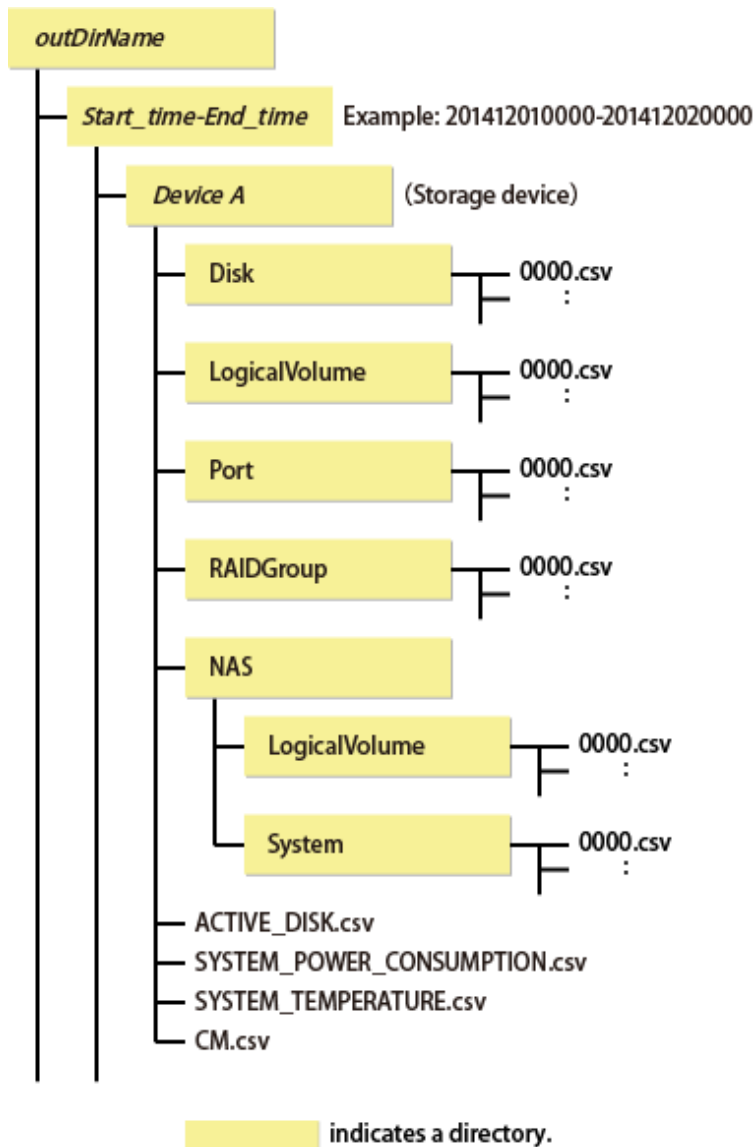 outDirName
Start_time-End_time Example: 201412010000-201412020000
Device A (Storage device)
Disk 0000.csv
:
LogicalVolume 0000.csv
:
Port 0000.csv
:
RAIDGroup 0000.csv
:
NAS
LogicalVolume 0000.csv
:
System 0000.csv
:
ACTIVE_DISK.csv
SYSTEM_POWER_CONSUMPTION.csv
SYSTEM_TEMPERATURE.csv
CM.csv
indicates a directory.